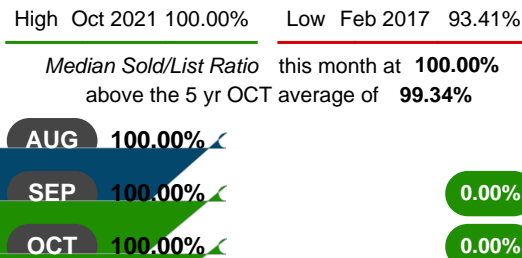 High Oct 2021 100.00% Low Feb 2017 93.41%
Median Sold/List Ratio this month at 100.00%
above the 5 yr OCT average of 99.34%
AUG 100.00%
SEP 100.00% 0.00%
OCT 100.00% 0.00%